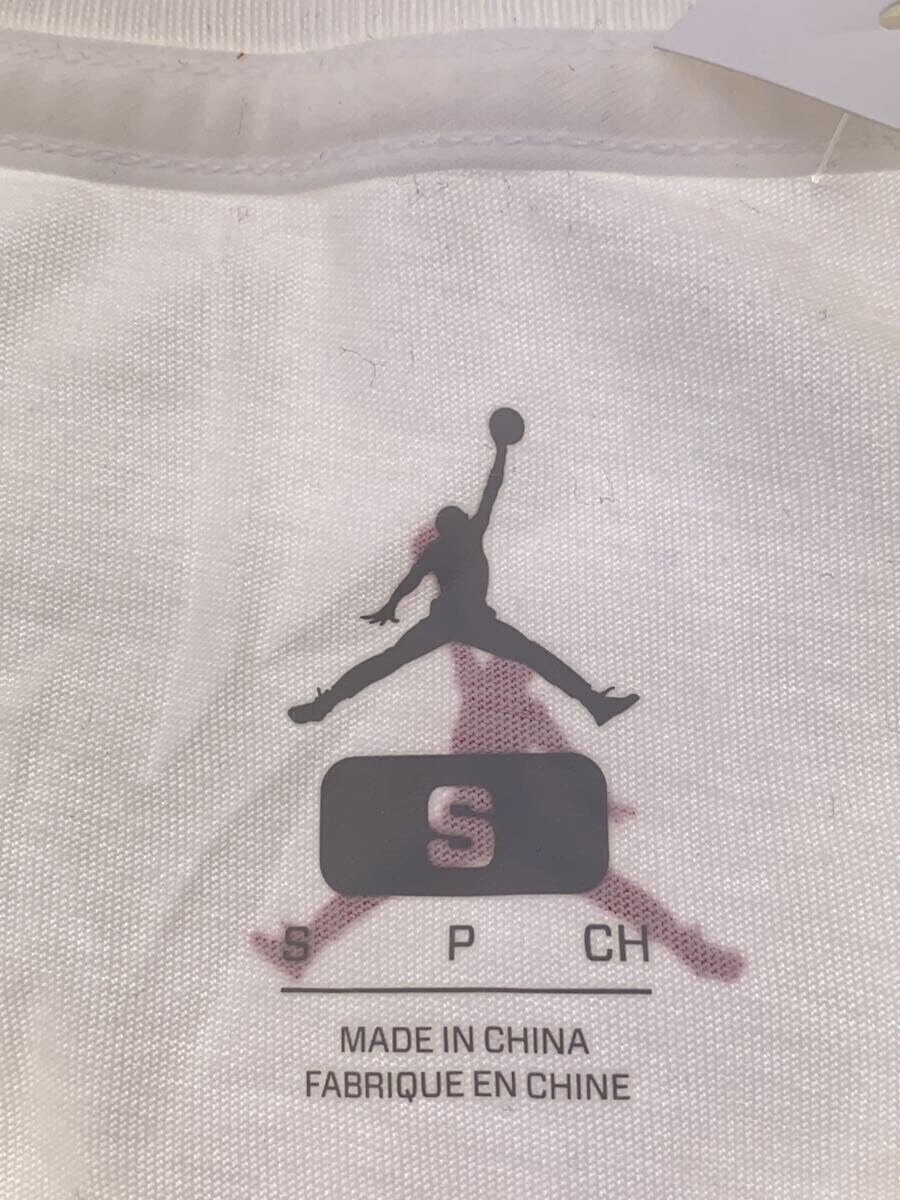 S
S P CH
MADE IN CHINA
FABRIQUE EN CHINE